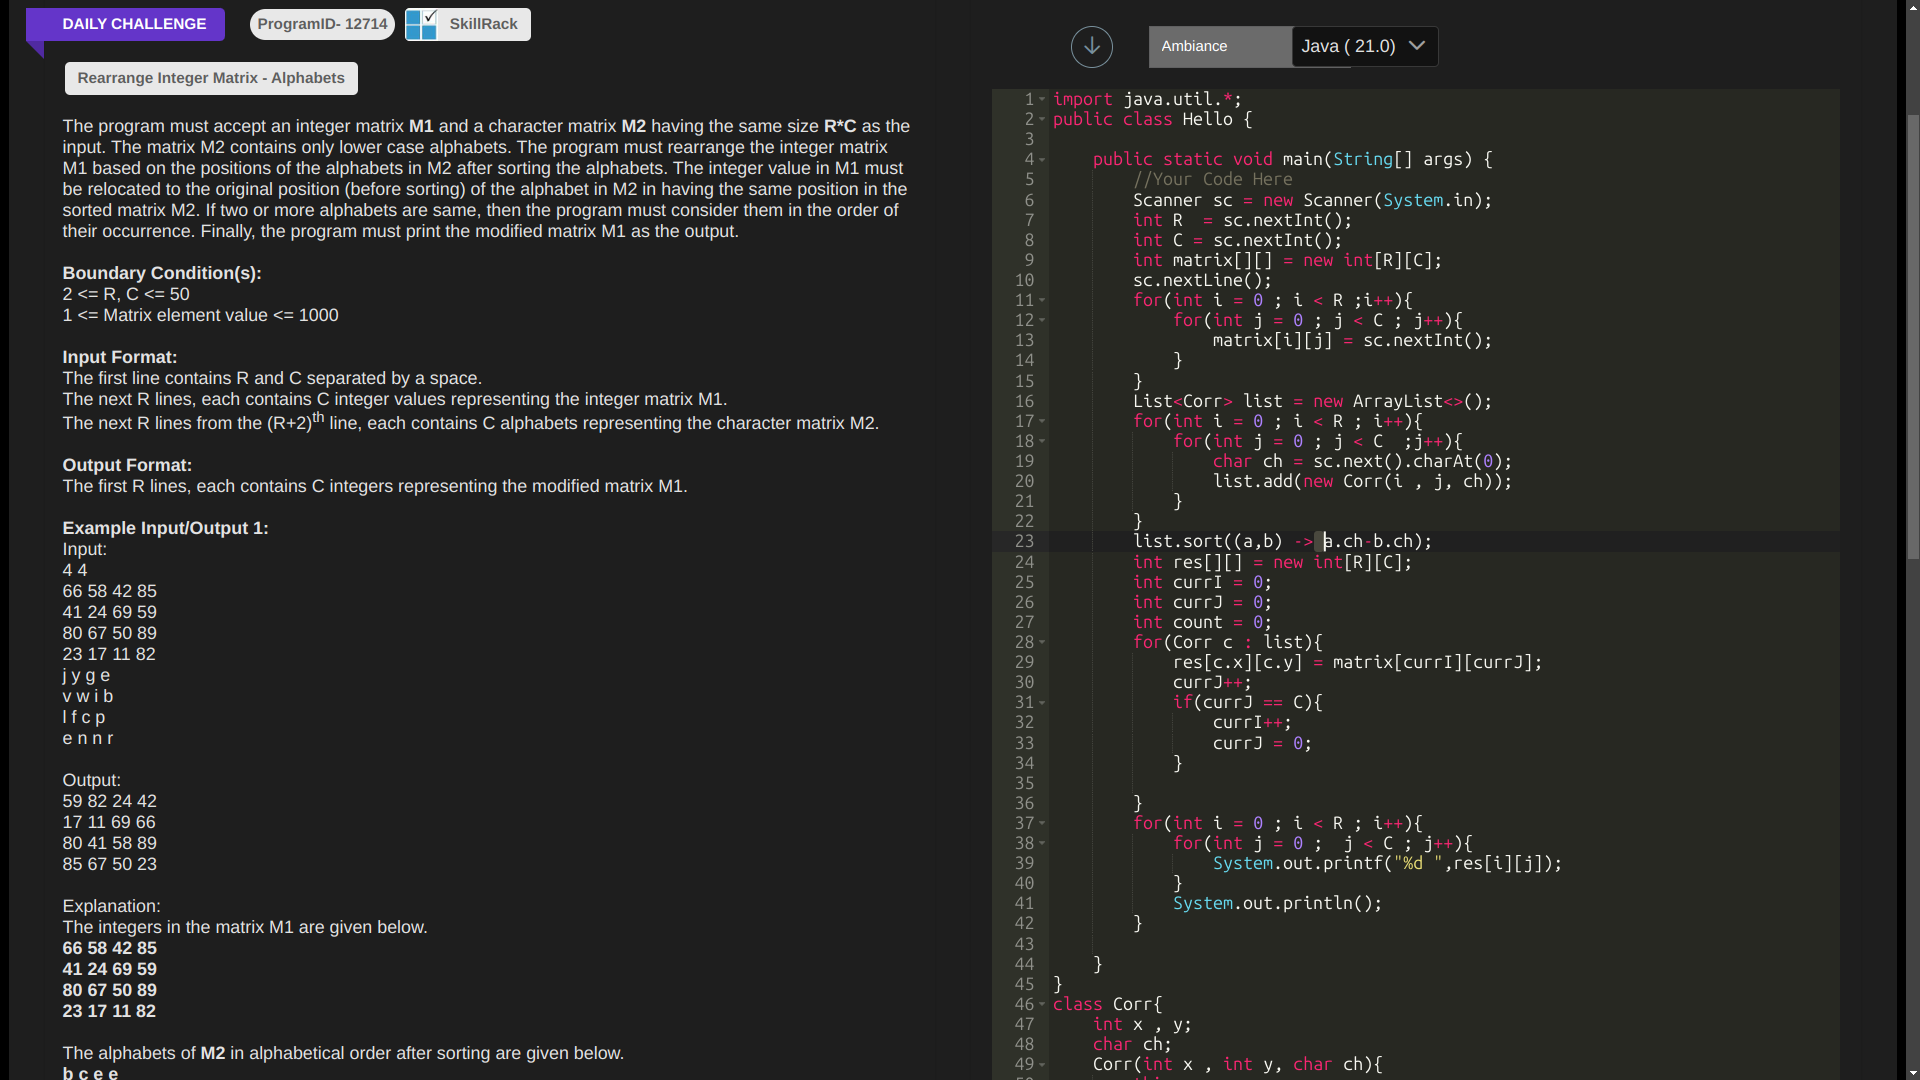 DAILY CHALLENGE
ProgramID- 12714
SkillRack
Rearrange Integer Matrix - Alphabets
The program must accept an integer matrix M1 and a character matrix M2 having the same size R*C as the
input. The matrix M2 contains only lower case alphabets. The program must rearrange the integer matrix
M1 based on the positions of the alphabets in M2 after sorting the alphabets. The integer value in M1 must
be relocated to the original position (before sorting) of the alphabet in M2 in having the same position in the
sorted matrix M2. If two or more alphabets are same, then the program must consider them in the order of
their occurrence. Finally, the program must print the modified matrix M1 as the output.
Boundary Condition(s):
2 <= R, C <= 50
1 <= Matrix element value <= 1000
Input Format:
The first line contains R and C separated by a space.
The next R lines, each contains C integer values representing the integer matrix M1.
The next R lines from the (R+2)th line, each contains C alphabets representing the character matrix M2.
Output Format:
The first R lines, each contains C integers representing the modified matrix M1.
Example Input/Output 1:
Input:
4 4
66 58 42 85
41 24 69 59
80 67 50 89
23 17 11 82
j y g e
v w i b
l f c p
e n n r
Output:
59 82 24 42
17 11 69 66
80 41 58 89
85 67 50 23
Explanation:
The integers in the matrix M1 are given below.
66 58 42 85
41 24 69 59
80 67 50 89
23 17 11 82
The alphabets of M2 in alphabetical order after sorting are given below.
b c e e
Ambiance
Java ( 21.0)
1 import java.util.*;
2 public class Hello {
3
4 public static void main(String[] args) {
5 //Your Code Here
6 Scanner sc = new Scanner(System.in);
7 int R  = sc.nextInt();
8 int C = sc.nextInt();
9 int matrix[][] = new int[R][C];
10 sc.nextLine();
11 for(int i = 0 ; i < R ;i++){
12 for(int j = 0 ; j < C ; j++){
13 matrix[i][j] = sc.nextInt();
14 }
15 }
16 List<Corr> list = new ArrayList<>();
17 for(int i = 0 ; i < R ; i++){
18 for(int j = 0 ; j < C  ;j++){
19 char ch = sc.next().charAt(0);
20 list.add(new Corr(i , j, ch));
21 }
22 }
23 list.sort((a,b) -> a.ch-b.ch);
24 int res[][] = new int[R][C];
25 int currI = 0;
26 int currJ = 0;
27 int count = 0;
28 for(Corr c : list){
29 res[c.x][c.y] = matrix[currI][currJ];
30 currJ++;
31 if(currJ == C){
32 currI++;
33 currJ = 0;
34 }
35
36 }
37 for(int i = 0 ; i < R ; i++){
38 for(int j = 0 ;  j < C ; j++){
39 System.out.printf("%d ",res[i][j]);
40 }
41 System.out.println();
42 }
43
44 }
45 }
46 class Corr{
47 int x , y;
48 char ch;
49 Corr(int x , int y, char ch){